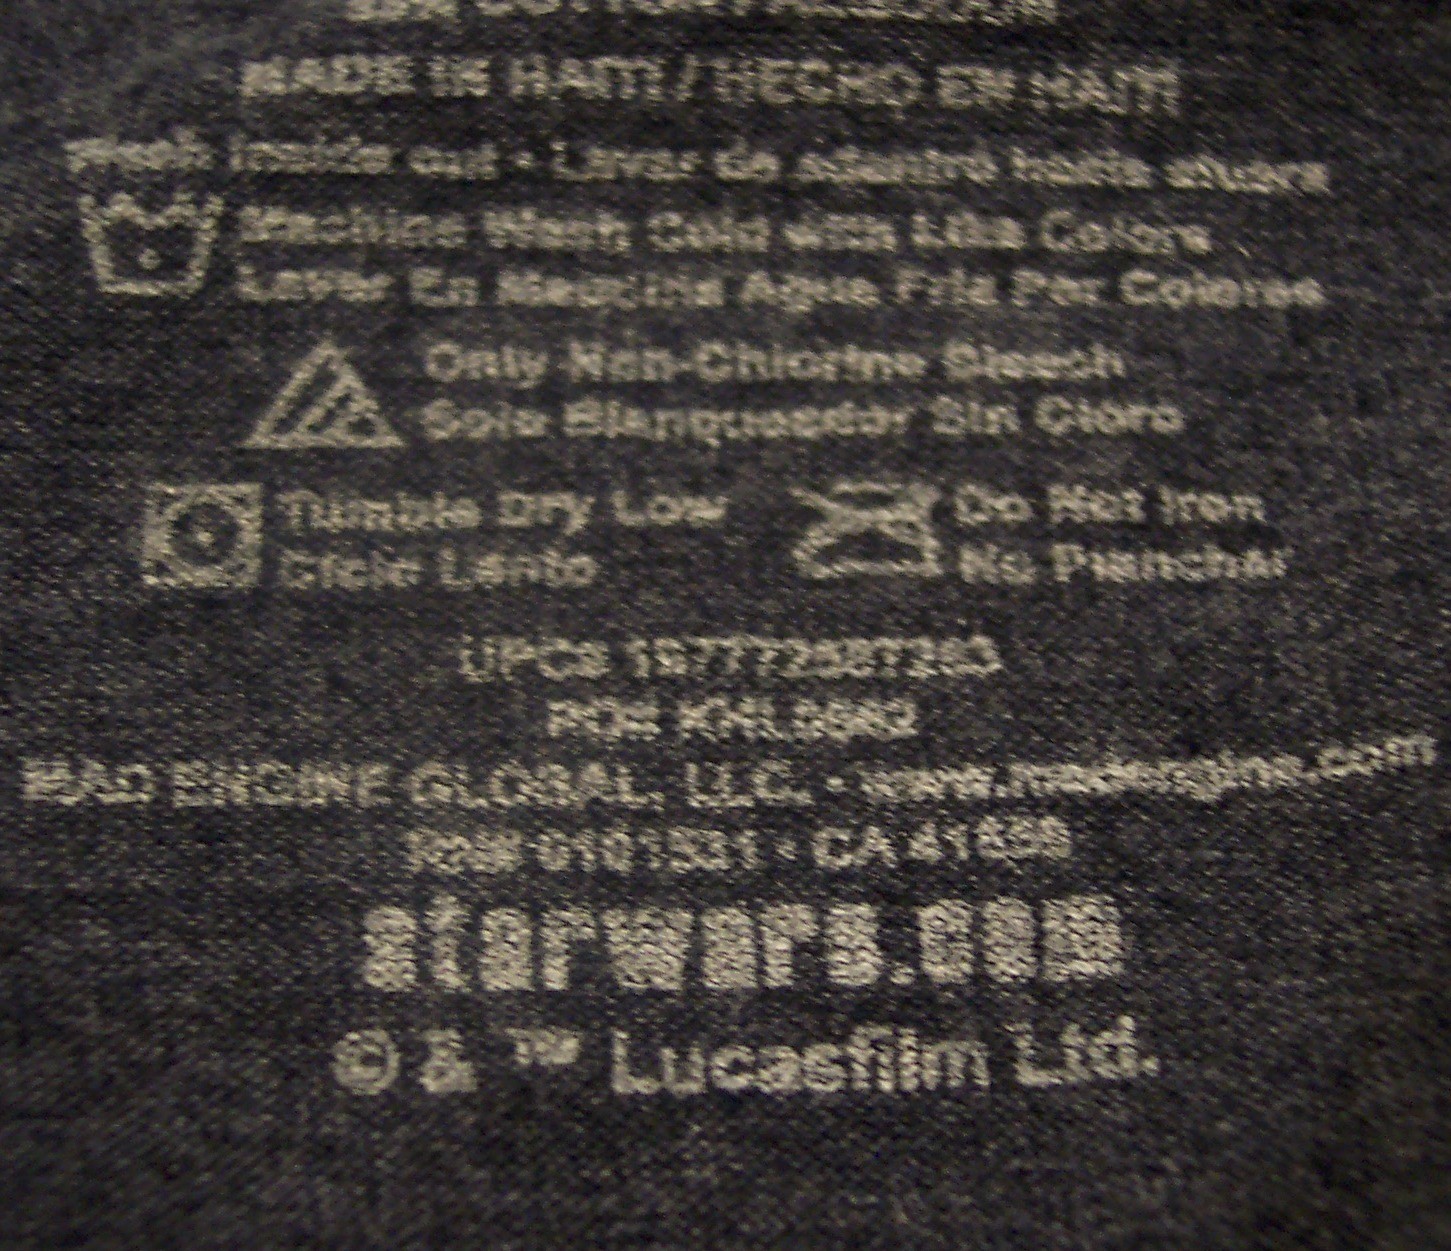 MADE IN HAITI / HECHO EN HAITI
Wash inside out • Lavar de adentro hacia afuera
Machine Wash Cold with Like Colors
Lavar En Maquina Agua Fria Por Colores
Only Non-Chlorine Bleach
Solo Blanqueador Sin Cloro
Tumble Dry Low
Ciclo Lento
Do Not Iron
No Planchar
UPC#
PO#
MAD ENGINE GLOBAL, LLC. • www.madengine.com
RN# 0101531 • CA
starwars.com
© & ™ Lucasfilm Ltd.